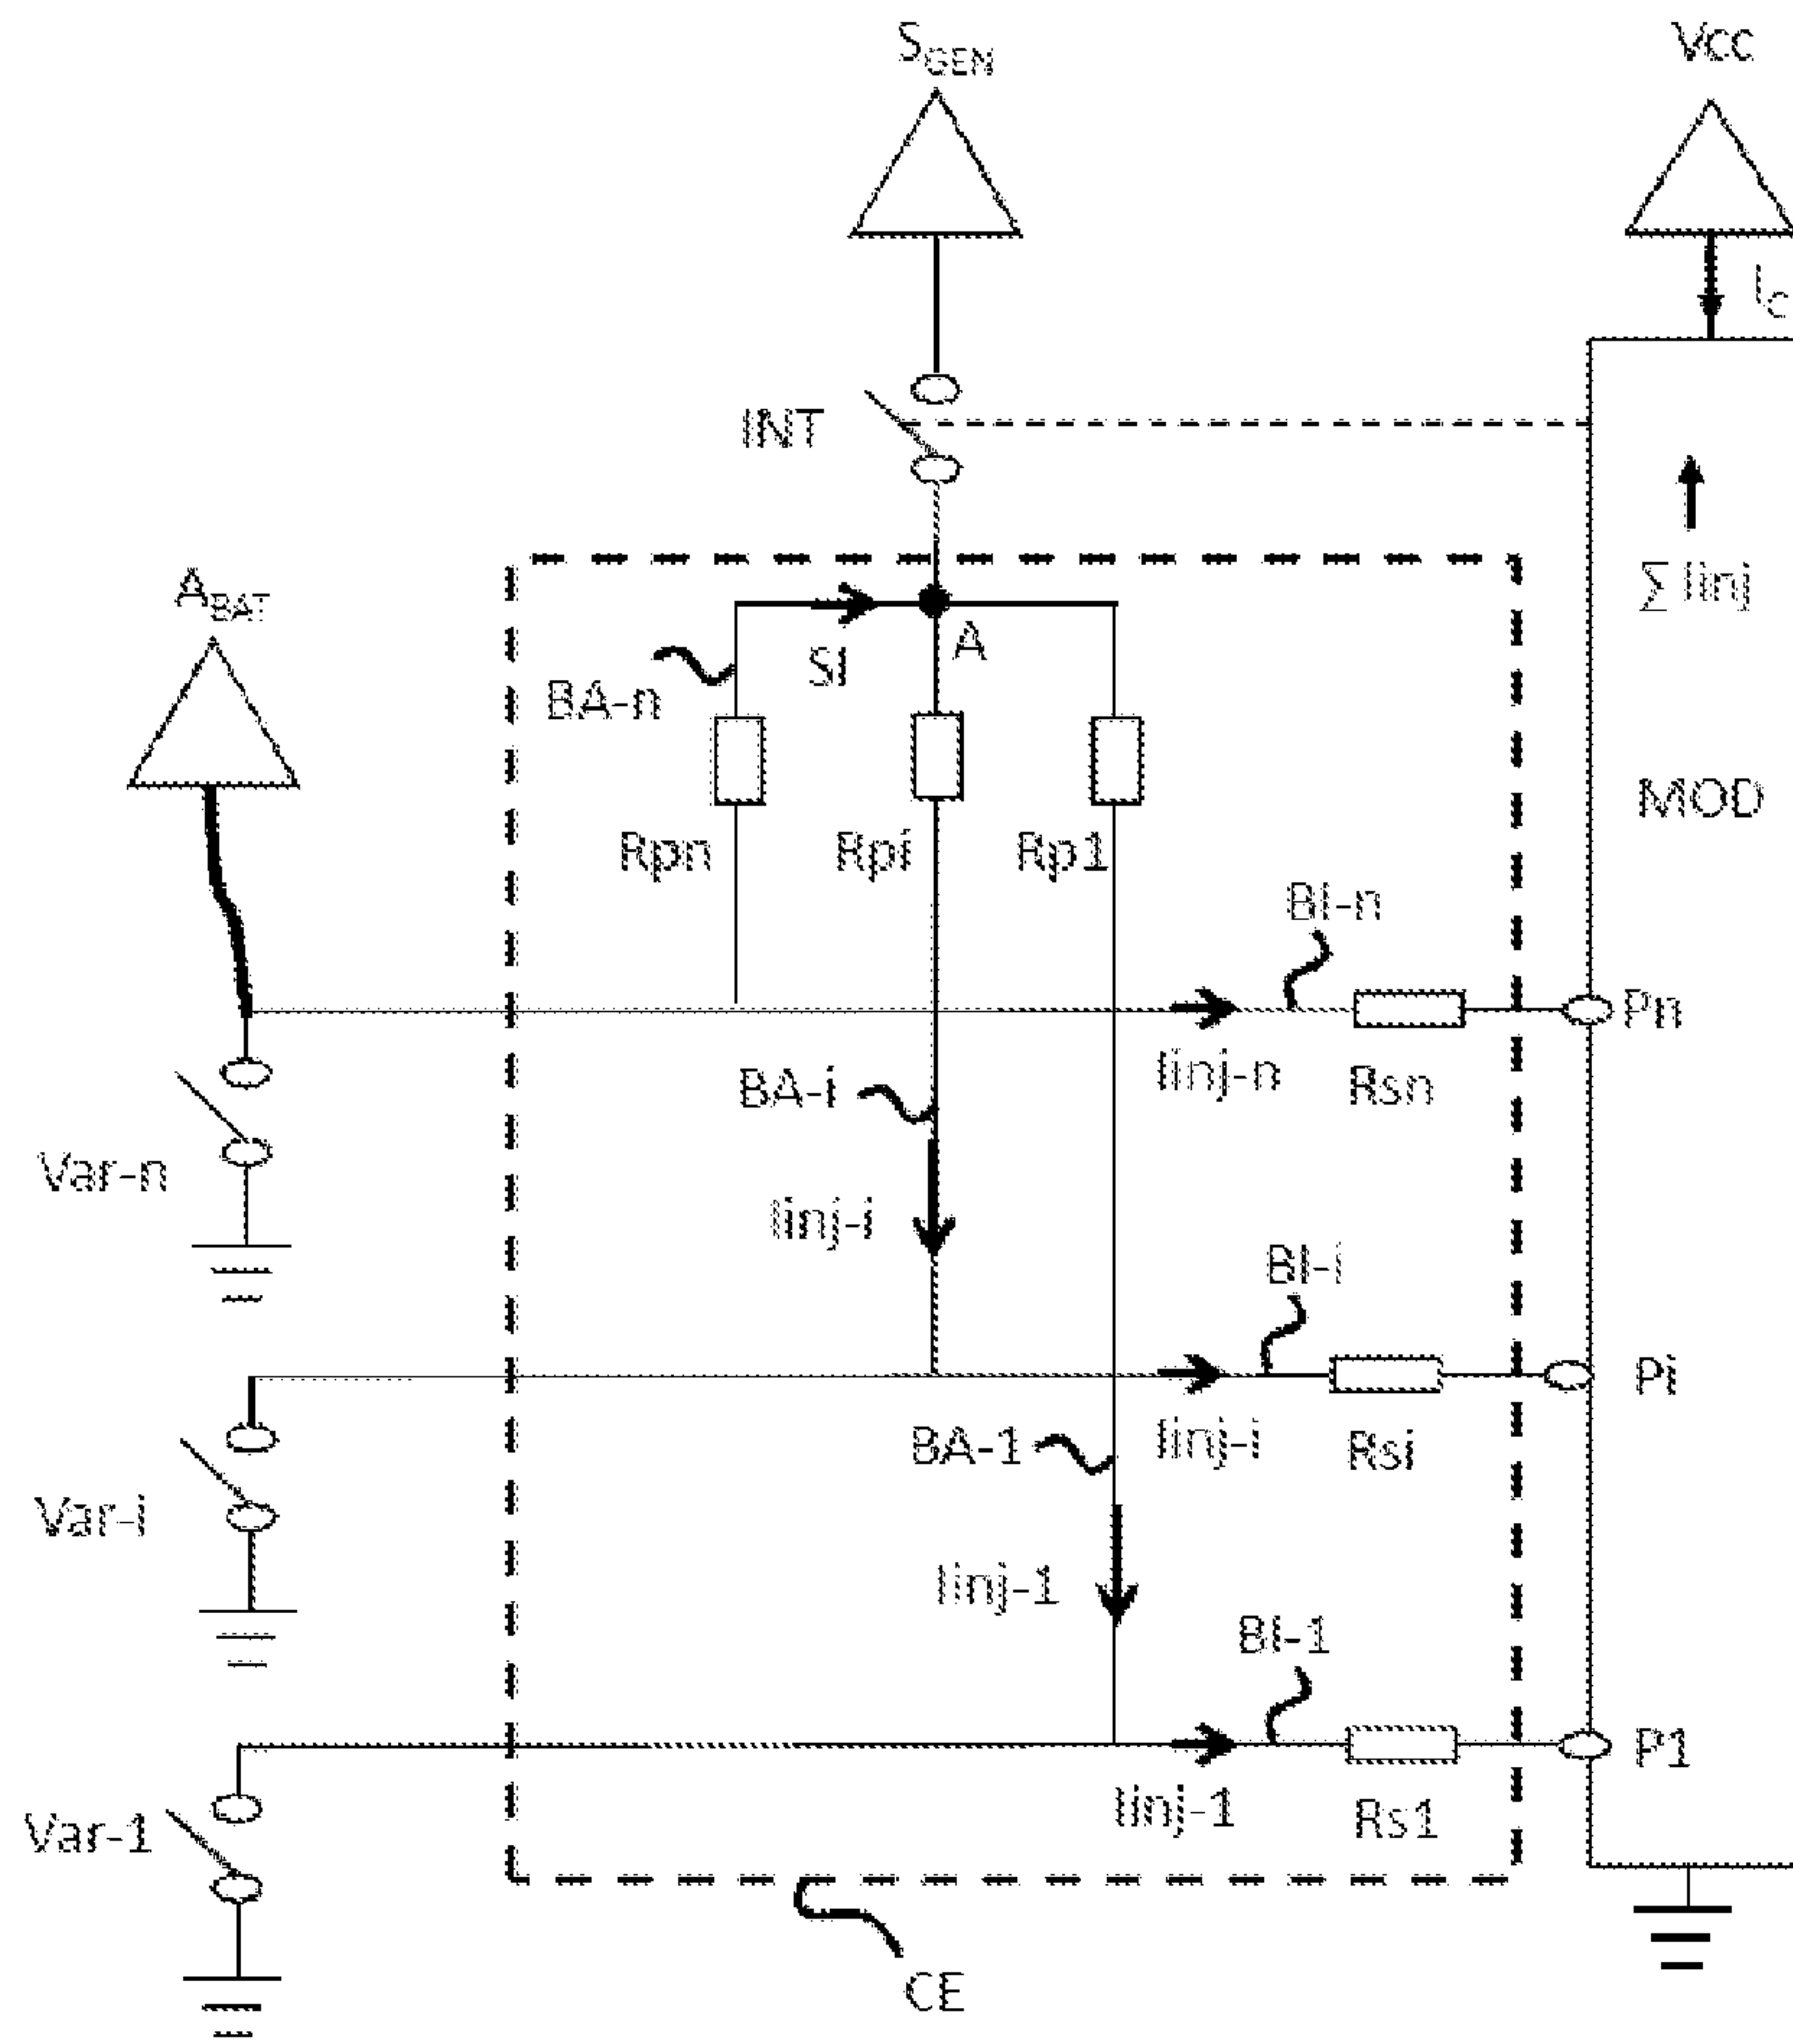 SGEN
Vcc
Ic
INT
∑ Iinj
ABAT
A
SI
BA-n
MOD
Rpn
Rpi
Rp1
BI-n
Pn
BA-i
Iinj-n
Rsn
Var-n
Iinj-i
BI-i
Pi
BA-1
Iinj-i
Rsi
Var-i
Iinj-1
BI-1
P1
Iinj-1
Rs1
Var-1
CE